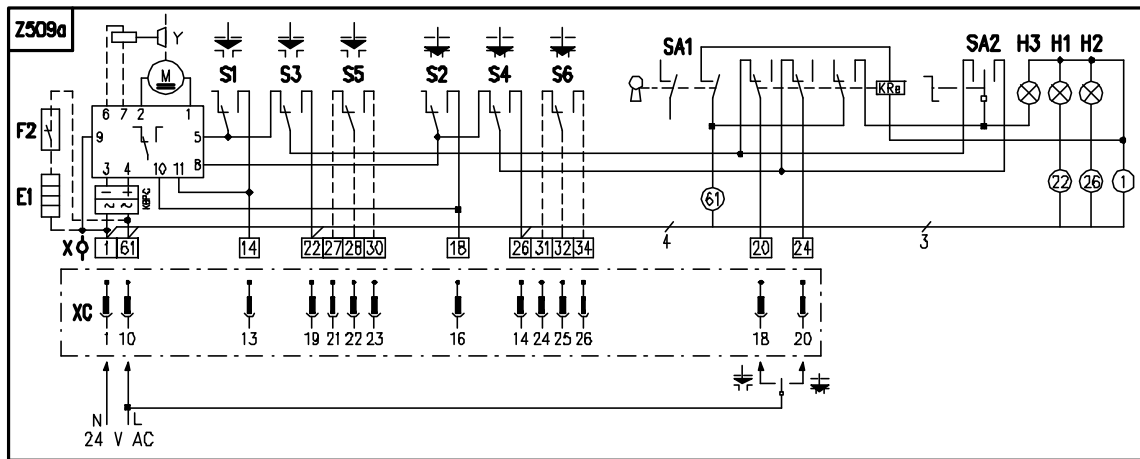 Z509a
Y
M
S1 S3 S5 S2 S4 S6 SA1 SA2 H3 H1 H2
KRa
6 7 2 1
F2 9 5
3 4 10 11 8
E1
− +
~ ~
KBPC
61 22 26 1
4 3
X 1 61 14 22 27 28 30 18 26 31 32 34 20 24
XC
1 10 13 19 21 22 23 16 14 24 25 26 18 20
N L
24 V AC